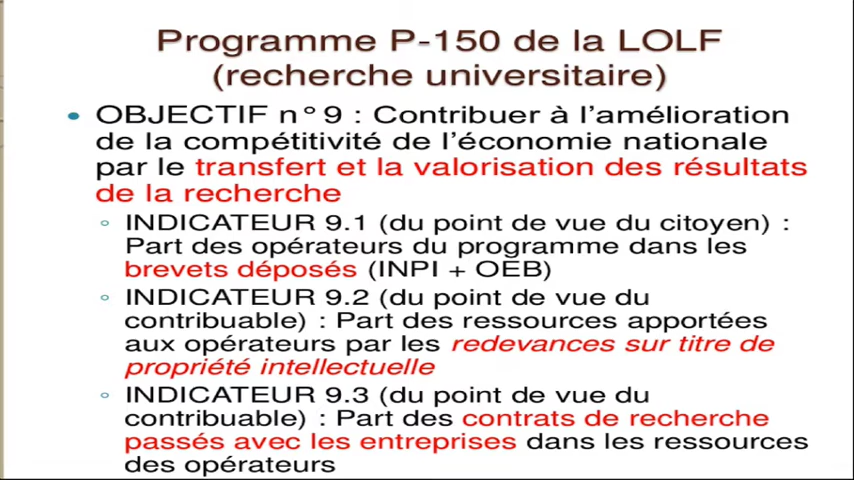 Programme P-150 de la LOLF
(recherche universitaire)
• OBJECTIF n° 9 : Contribuer à l'amélioration
de la compétitivité de l'économie nationale
par le transfert et la valorisation des résultats
de la recherche
◦ INDICATEUR 9.1 (du point de vue du citoyen) :
Part des opérateurs du programme dans les
brevets déposés (INPI + OEB)
◦ INDICATEUR 9.2 (du point de vue du
contribuable) : Part des ressources apportées
aux opérateurs par les redevances sur titre de
propriété intellectuelle
◦ INDICATEUR 9.3 (du point de vue du
contribuable) : Part des contrats de recherche
passés avec les entreprises dans les ressources
des opérateurs